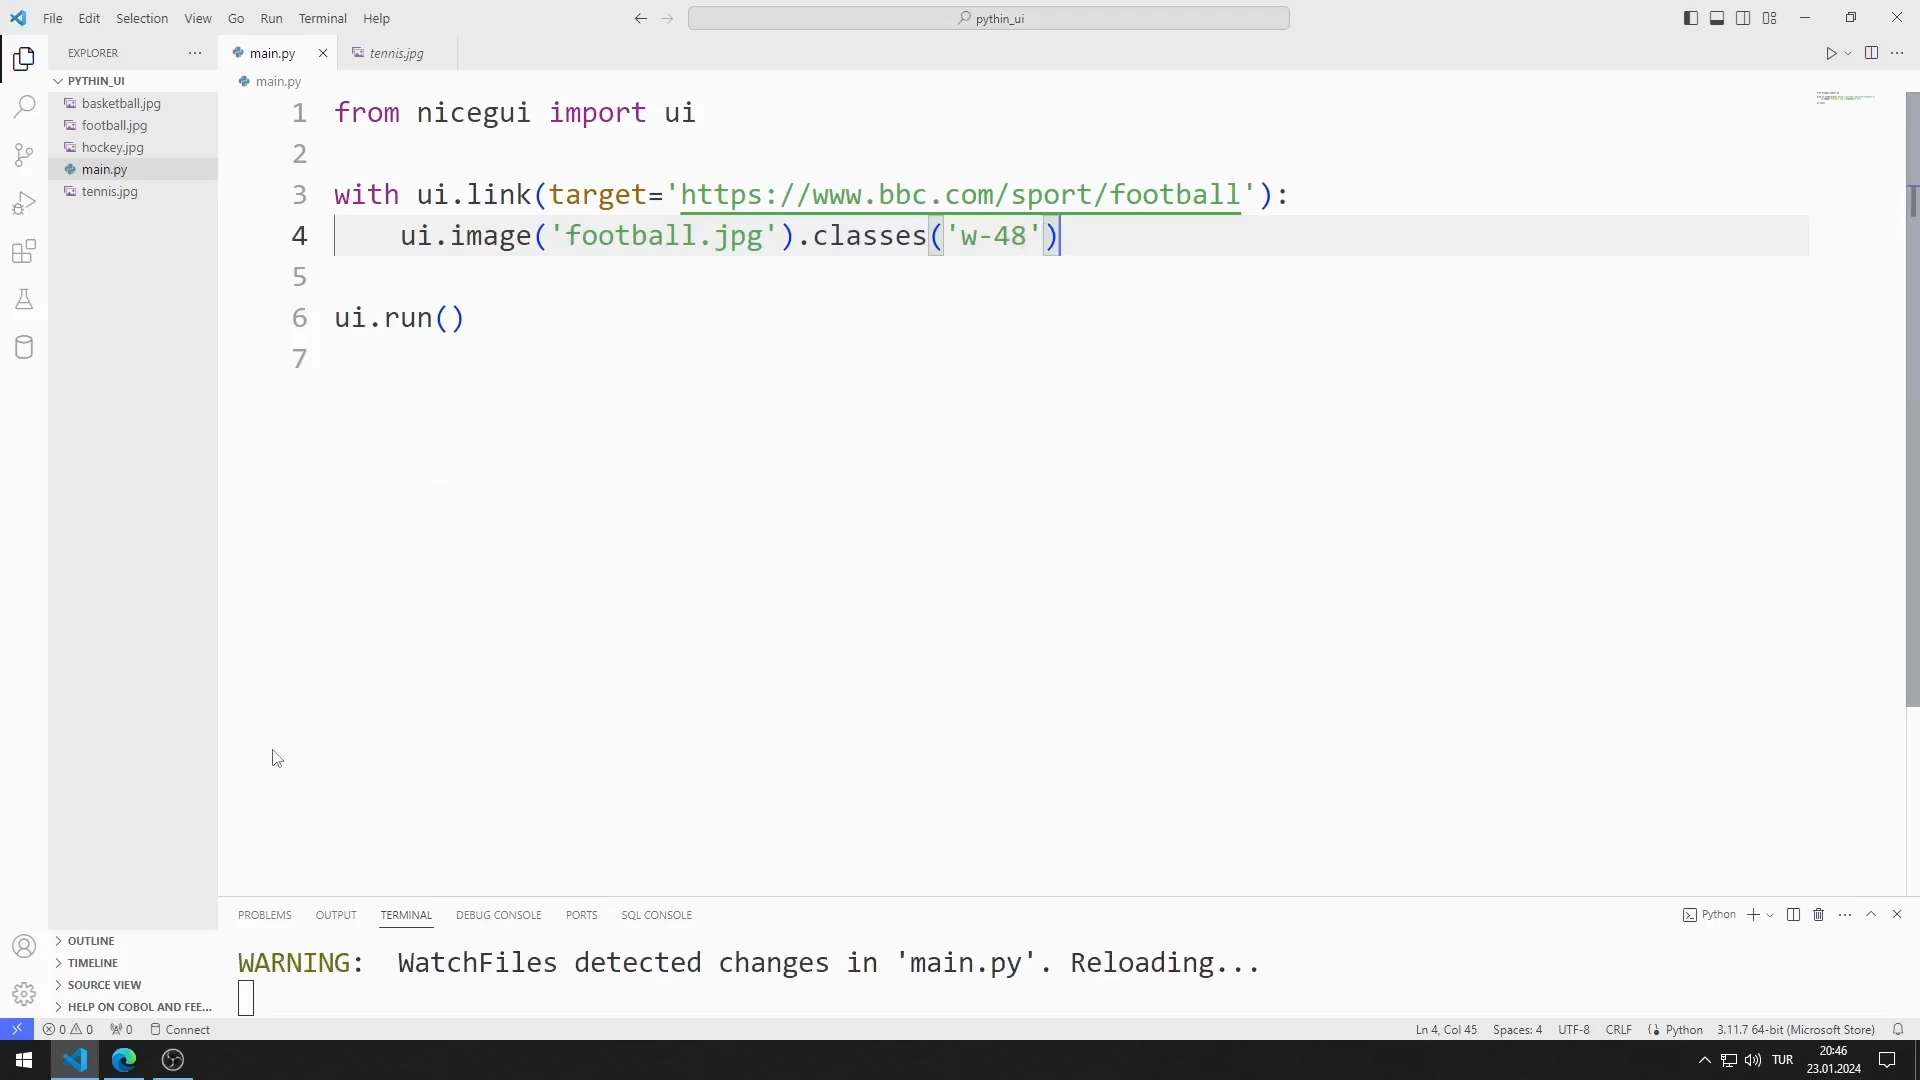 File Edit Selection View Go Run Terminal Help
pythin_ui
EXPLORER
main.py
tennis.jpg
PYTHIN_UI
main.py
basketball.jpg
football.jpg
hockey.jpg
main.py
tennis.jpg
1 from nicegui import ui
2
3 with ui.link(target='https://www.bbc.com/sport/football'):
4 ui.image('football.jpg').classes('w-48')
5
6 ui.run()
7
PROBLEMS OUTPUT TERMINAL DEBUG CONSOLE PORTS SQL CONSOLE
Python
OUTLINE
TIMELINE
SOURCE VIEW
HELP ON COBOL AND FEE...
WARNING: WatchFiles detected changes in 'main.py'. Reloading...
0 0 0 Connect
Ln 4, Col 45 Spaces: 4 UTF-8 CRLF Python 3.11.7 64-bit (Microsoft Store)
TUR
20:46
23.01.2024